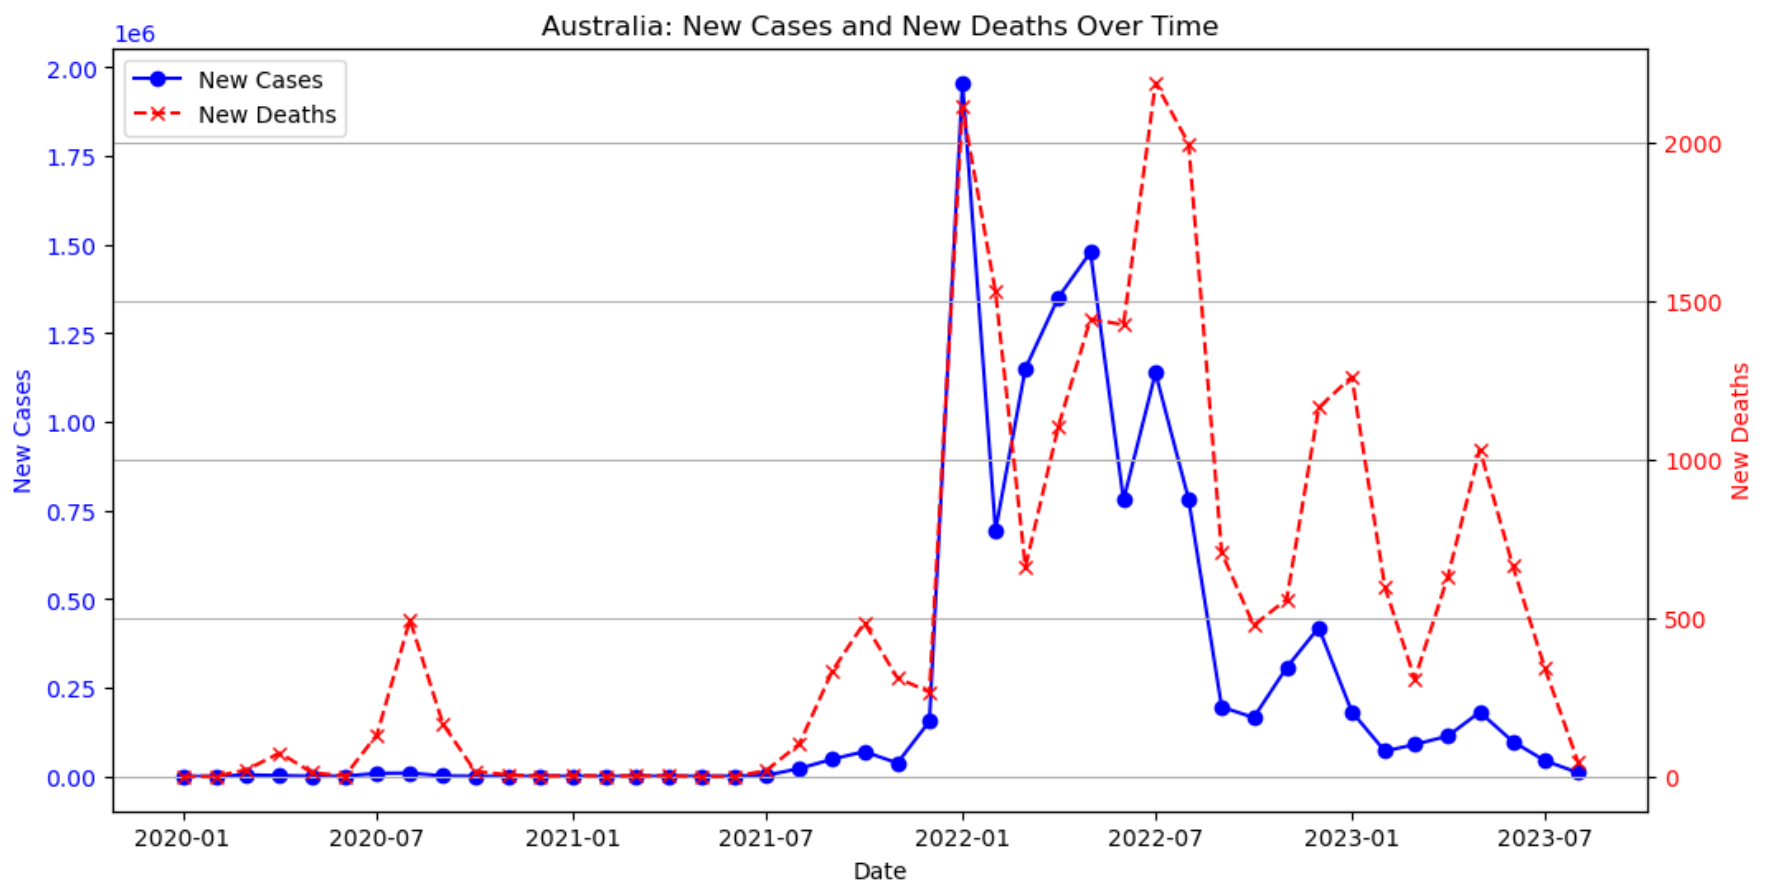 Australia: New Cases and New Deaths Over Time
1e6
New Cases
New Deaths
2.00
1.75
1.50
1.25
1.00
0.75
0.50
0.25
0.00
New Cases
2000
1500
1000
500
0
New Deaths
2020-01 2020-07 2021-01 2021-07 2022-01 2022-07 2023-01 2023-07
Date